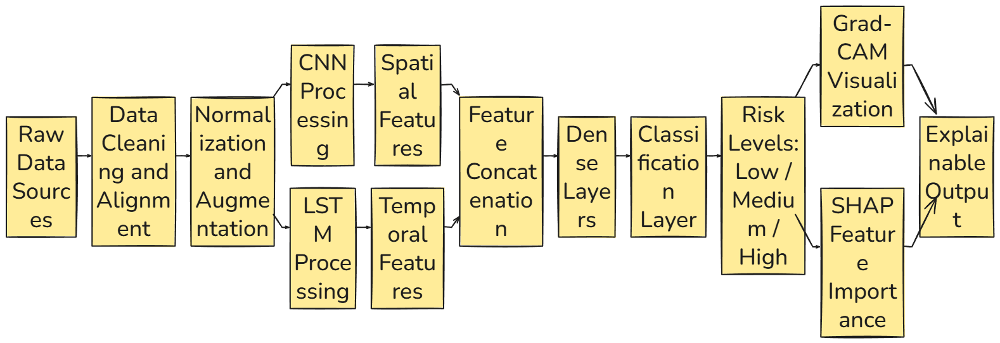 Raw
Data
Sourc
es
Data
Cleani
ng and
Alignm
ent
Normal
ization
and
Augme
ntation
CNN
Proc
essin
g
Spati
al
Featu
res
LST
M
Proce
ssing
Temp
oral
Featu
res
Featur
e
Concat
enatio
n
Den
se
Laye
rs
Classi
ficatio
n
Layer
Risk
Levels:
Low /
Mediu
m /
High
Grad-
CAM
Visuali
zation
SHAP
Featur
e
Import
ance
Explai
nable
Outpu
t